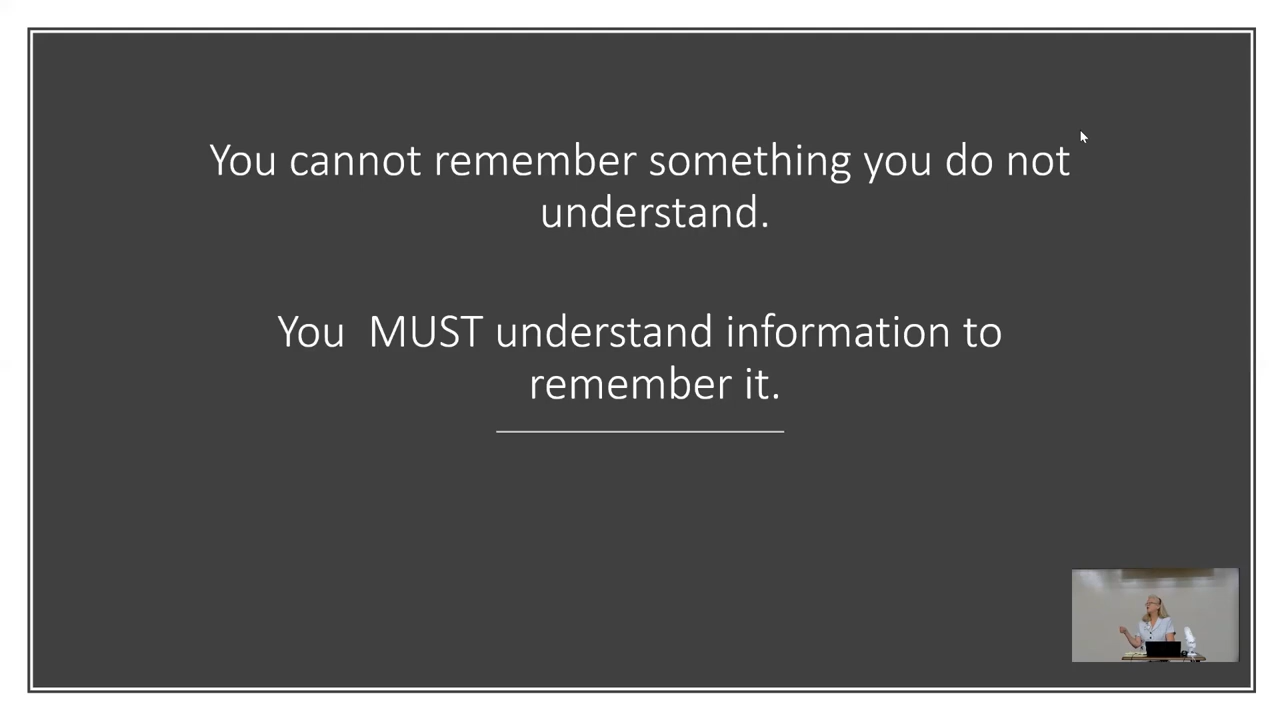 You cannot remember something you do not
understand.
You  MUST understand information to
remember it.